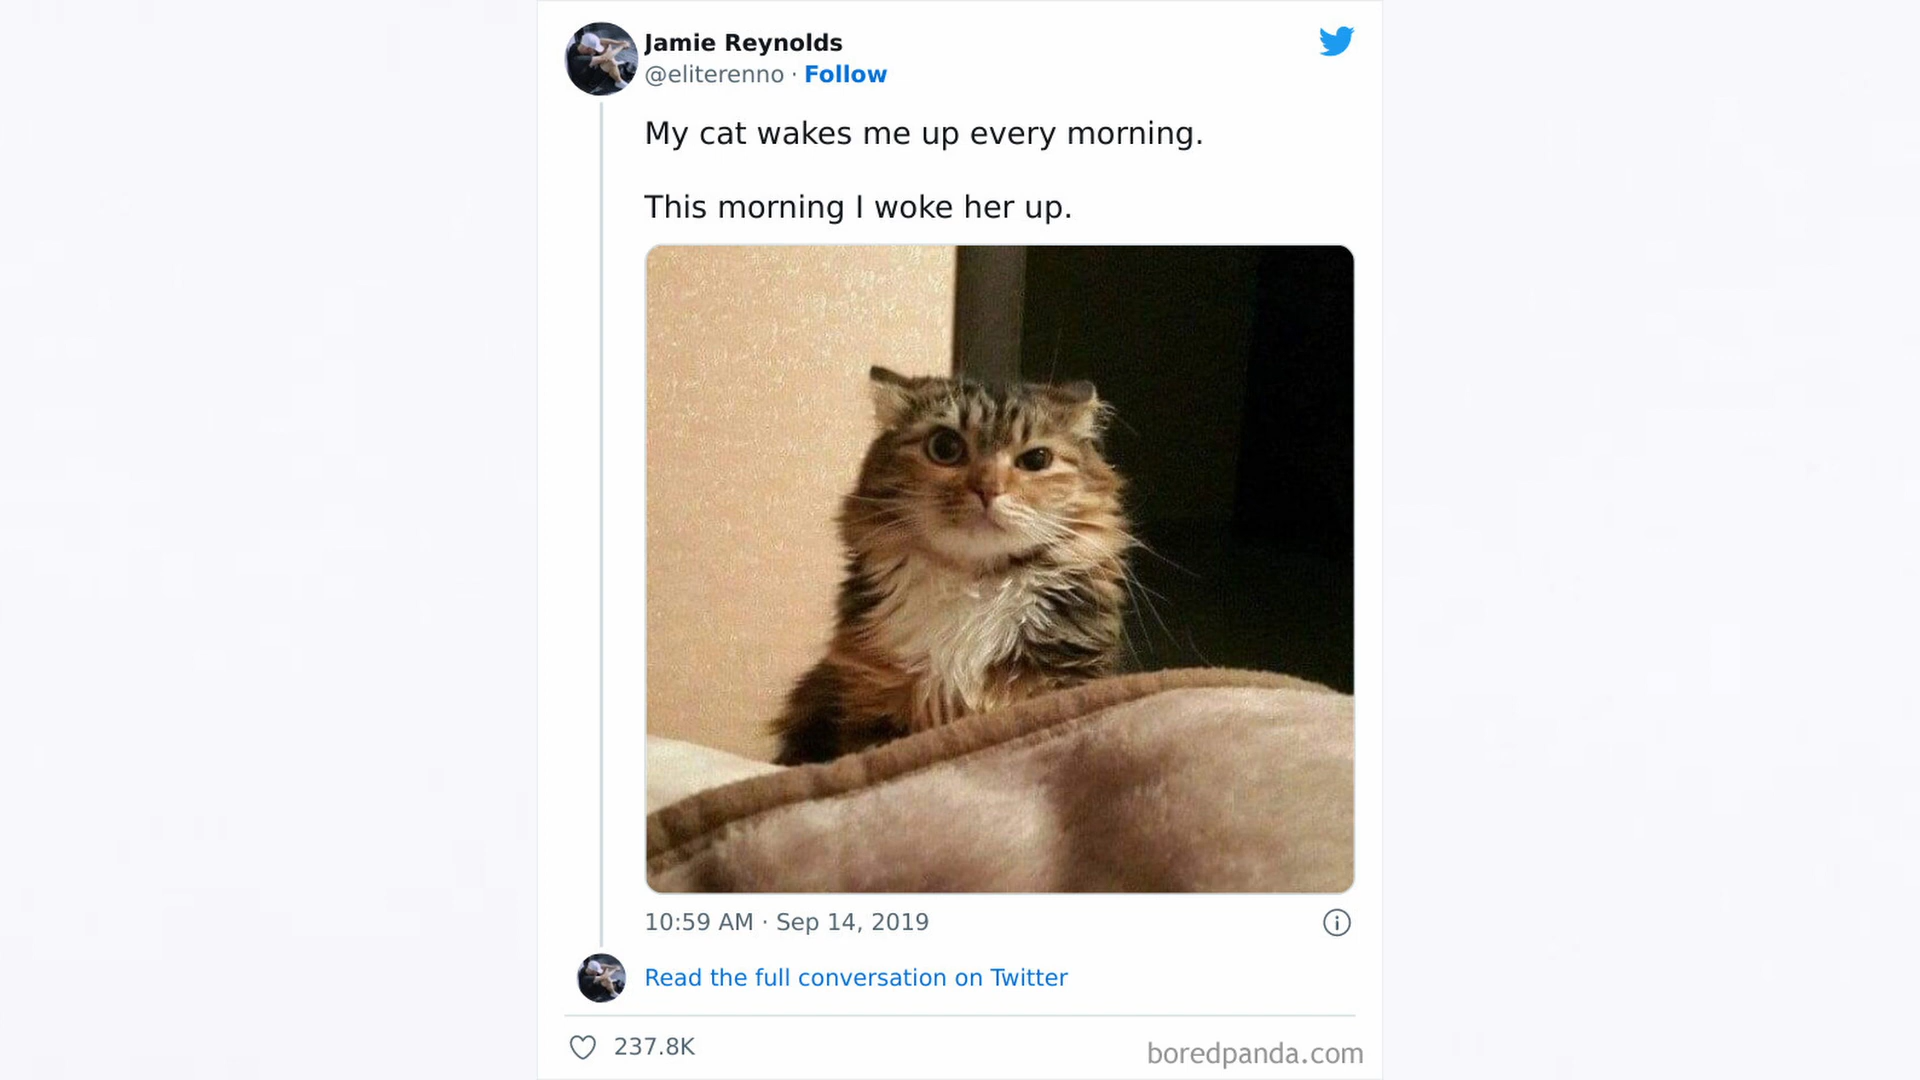 Jamie Reynolds
@eliterenno · Follow
My cat wakes me up every morning.
This morning I woke her up.
10:59 AM · Sep 14, 2019
Read the full conversation on Twitter
237.8K
boredpanda.com